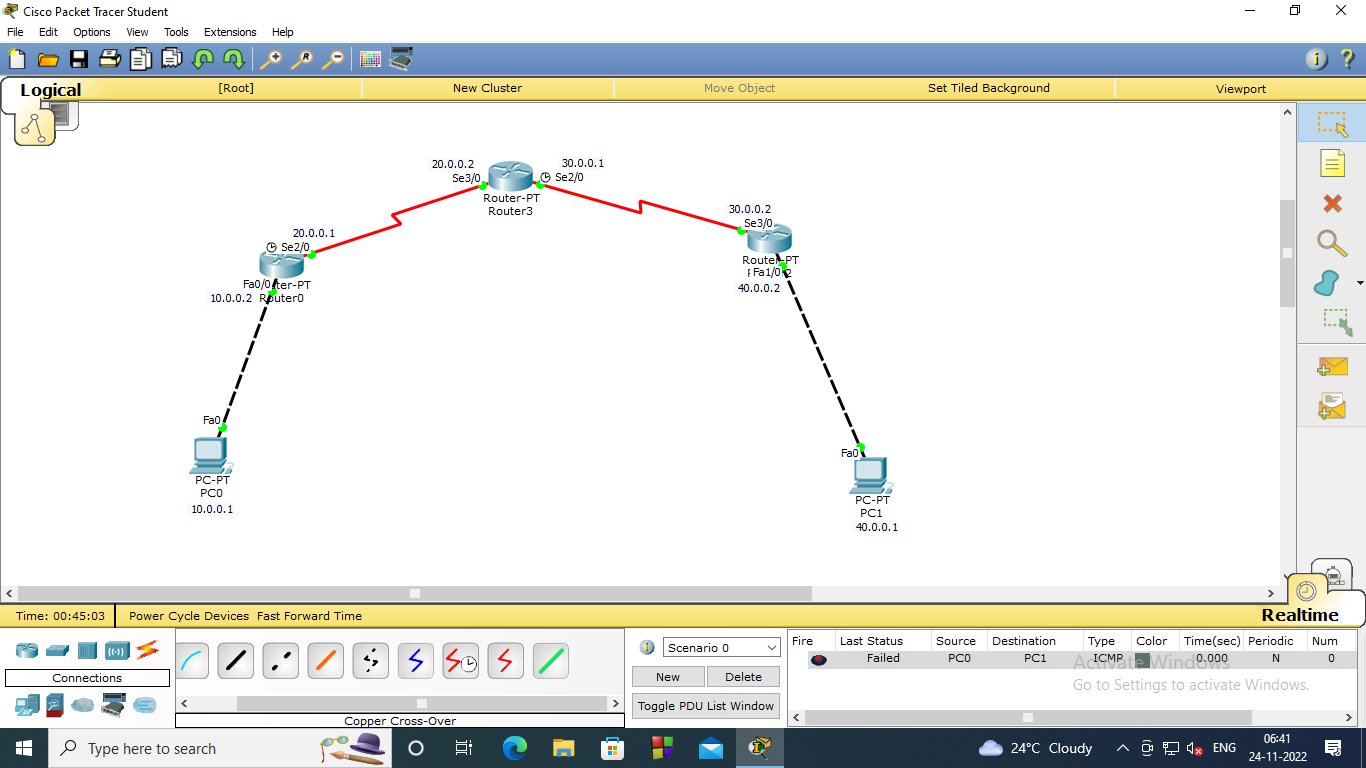 Cisco Packet Tracer Student
File Edit Options View Tools Extensions Help
Logical [Root] New Cluster Move Object Set Tiled Background Viewport
20.0.0.2 30.0.0.1
Se3/0 Se2/0
Router-PT
Router3
30.0.0.2
Se3/0
Router-PT
Fa1/0 2
40.0.0.2
20.0.0.1
Se2/0
Fa0/0 ter-PT
10.0.0.2 Router0
Fa0
PC-PT
PC0
10.0.0.1
Fa0
PC-PT
PC1
40.0.0.1
Time: 00:45:03 Power Cycle Devices Fast Forward Time
Realtime
Connections
Copper Cross-Over
Scenario 0
New Delete
Toggle PDU List Window
Fire Last Status Source Destination Type Color Time(sec) Periodic Num
Failed PC0 PC1 ICMP 0.000 N 0
Activate Windows
Go to Settings to activate Windows.
Type here to search
24°C Cloudy
ENG
06:41
24-11-2022